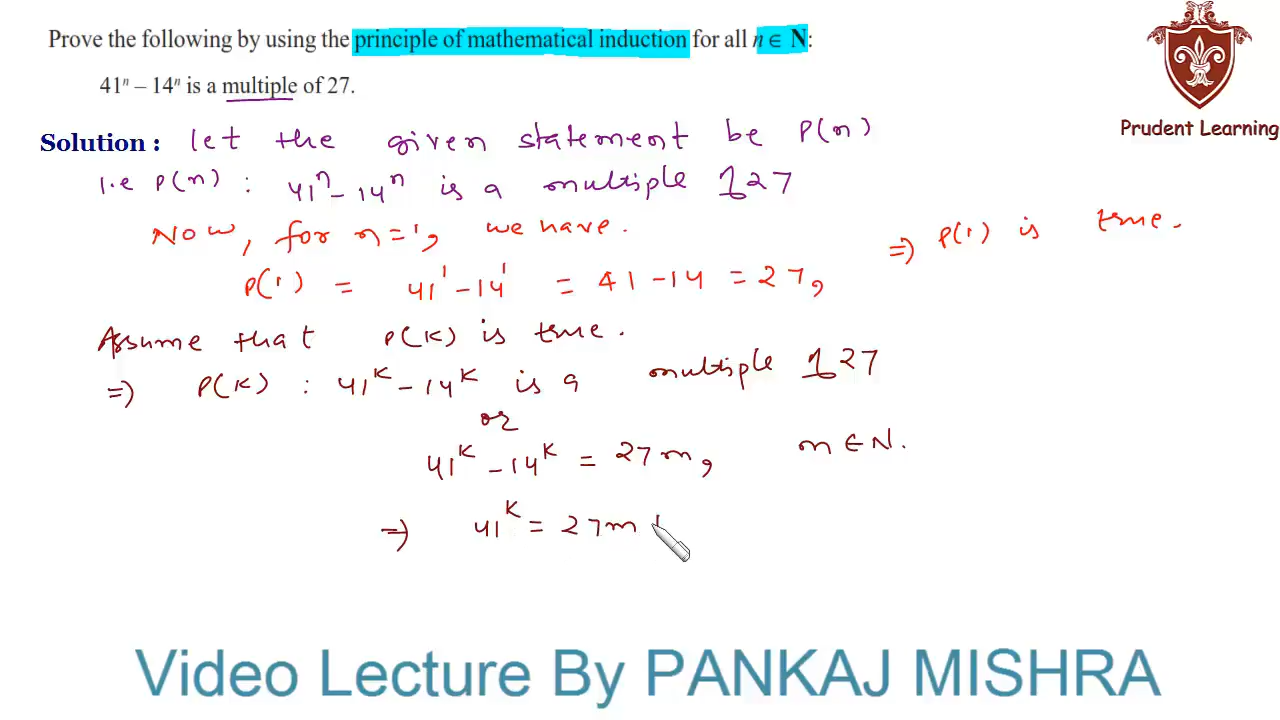 Prove the following by using the principle of mathematical induction for all n ∈ N:
41ⁿ – 14ⁿ is a multiple of 27.
Prudent Learning
Solution : let the given statement be P(n)
i.e P(n) : 41ⁿ - 14ⁿ is a multiple of 27
Now, for n=1, we have.
P(1) = 41¹ - 14¹ = 41 - 14 = 27, ⇒ P(1) is true.
Assume that P(K) is true.
⇒ P(K) : 41ᴷ - 14ᴷ is a multiple of 27
or
41ᴷ - 14ᴷ = 27m, m ∈ N.
⇒ 41ᴷ = 27m
Video Lecture By PANKAJ MISHRA